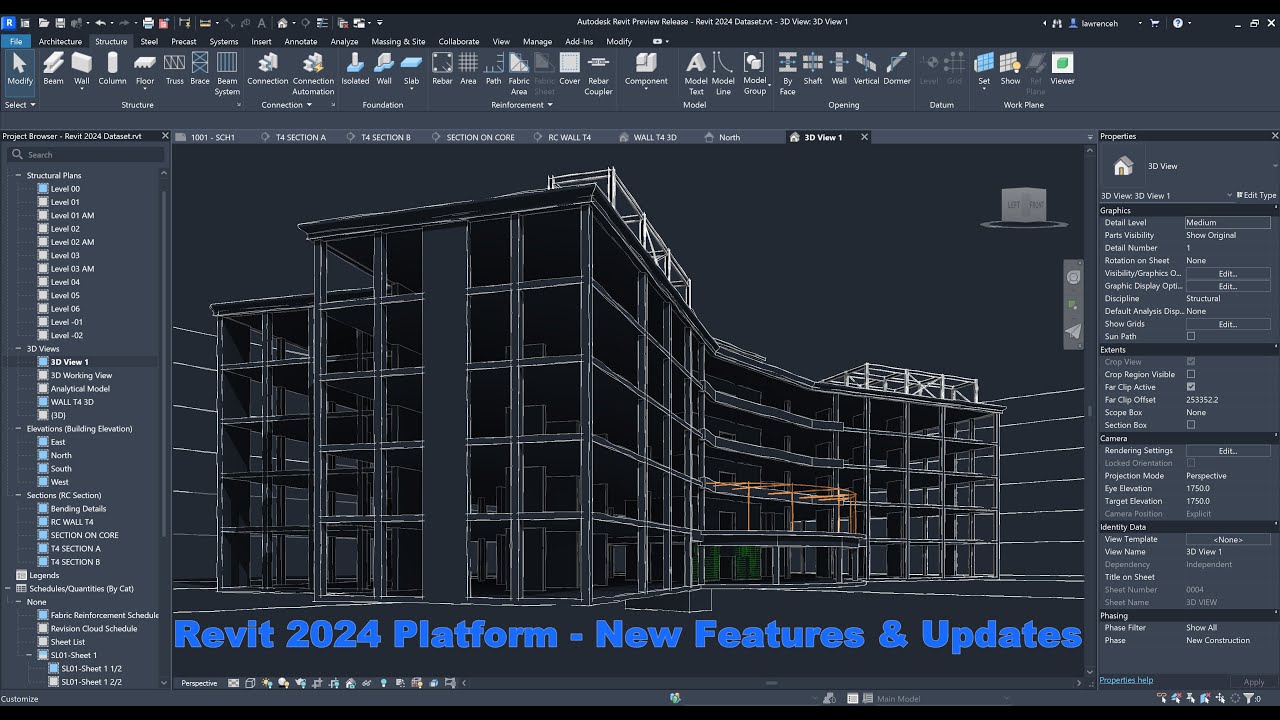 Autodesk Revit Preview Release - Revit 2024 Dataset.rvt - 3D View: 3D View 1
lawrenceh
File Architecture Structure Steel Precast Systems Insert Annotate Analyze Massing & Site Collaborate View Manage Add-Ins Modify
Modify Beam Wall Column Floor Truss Brace Beam System Connection Connection Automation Isolated Wall Slab Rebar Area Path Fabric Area Fabric Sheet Cover Rebar Coupler Component Model Text Model Line Model Group By Face Shaft Wall Vertical Dormer Level Grid Set Show Ref Plane Viewer
Select Structure Connection Foundation Reinforcement Model Opening Datum Work Plane
Project Browser - Revit 2024 Dataset.rvt
Search
Structural Plans
Level 00
Level 01
Level 01 AM
Level 02
Level 02 AM
Level 03
Level 03 AM
Level 04
Level 05
Level 06
Level -01
Level -02
3D Views
3D View 1
3D Working View
Analytical Model
WALL T4 3D
{3D}
Elevations (Building Elevation)
East
North
South
West
Sections (RC Section)
Bending Details
RC WALL T4
SECTION ON CORE
T4 SECTION A
T4 SECTION B
Legends
Schedules/Quantities (By Cat)
None
Fabric Reinforcement Schedule
Revision Cloud Schedule
Sheet List
SL01-Sheet 1
SL01-Sheet 1 1/2
SL01-Sheet 1 2/2
Customize
1001 - SCH1 T4 SECTION A T4 SECTION B SECTION ON CORE RC WALL T4 WALL T4 3D North 3D View 1
LEFT FRONT
Revit 2024 Platform - New Features & Updates
Perspective
Main Model
Properties
3D View
3D View: 3D View 1 Edit Type
Graphics
Detail Level Medium
Parts Visibility Show Original
Detail Number 1
Rotation on Sheet None
Visibility/Graphics O... Edit...
Graphic Display Opti... Edit...
Discipline Structural
Default Analysis Disp... None
Show Grids Edit...
Sun Path
Extents
Crop View
Crop Region Visible
Far Clip Active
Far Clip Offset 253352.2
Scope Box None
Section Box
Camera
Rendering Settings Edit...
Locked Orientation
Projection Mode Perspective
Eye Elevation 1750.0
Target Elevation 1750.0
Camera Position Explicit
Identity Data
View Template <None>
View Name 3D View 1
Dependency Independent
Title on Sheet
Sheet Number 0004
Sheet Name 3D VIEW
Phasing
Phase Filter Show All
Phase New Construction
Properties help Apply
:0